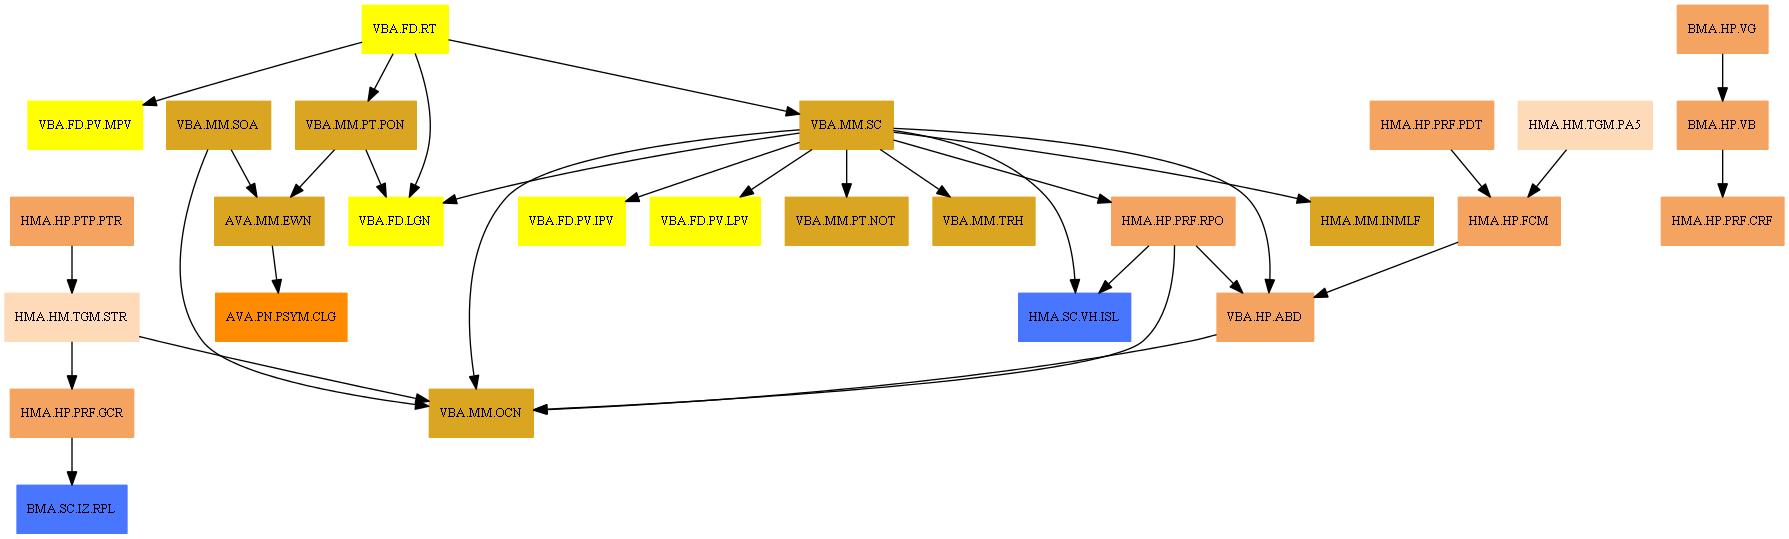 VBA.FD.RT
BMA.HP.VG
VBA.FD.PV.MPV
VBA.MM.SOA
VBA.MM.PT.PON
VBA.MM.SC
HMA.HP.PRF.PDT
HMA.HM.TGM.PA5
BMA.HP.VB
HMA.HP.PTP.PTR
AVA.MM.EWN
VBA.FD.LGN
VBA.FD.PV.IPV
VBA.FD.PV.LPV
VBA.MM.PT.NOT
VBA.MM.TRH
HMA.HP.PRF.RPO
HMA.MM.INMLF
HMA.HP.FCM
HMA.HP.PRF.CRF
HMA.HM.TGM.STR
AVA.PN.PSYM.CLG
HMA.SC.VH.ISL
VBA.HP.ABD
HMA.HP.PRF.GCR
VBA.MM.OCN
BMA.SC.IZ.RPL